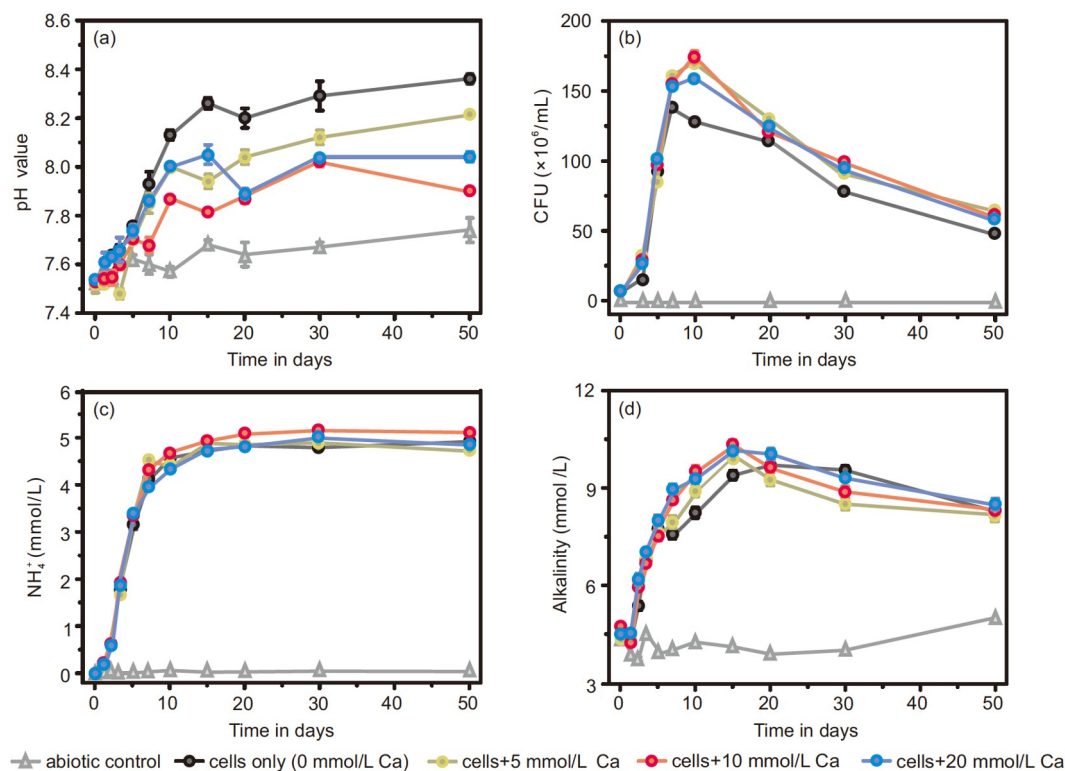 (a)
8.6
8.4
8.2
8.0
7.8
7.6
7.4
pH value
0 10 20 30 40 50
Time in days
(b)
200
150
100
50
0
CFU (×10⁶/mL)
0 10 20 30 40 50
Time in days
(c)
6
5
4
3
2
1
0
NH₄⁺ (mmol/L)
0 10 20 30 40 50
Time in days
(d)
12
9
6
3
Alkalinity (mmol /L)
0 10 20 30 40 50
Time in days
abiotic control cells only (0 mmol/L Ca) cells+5 mmol/L Ca cells+10 mmol/L Ca cells+20 mmol/L Ca